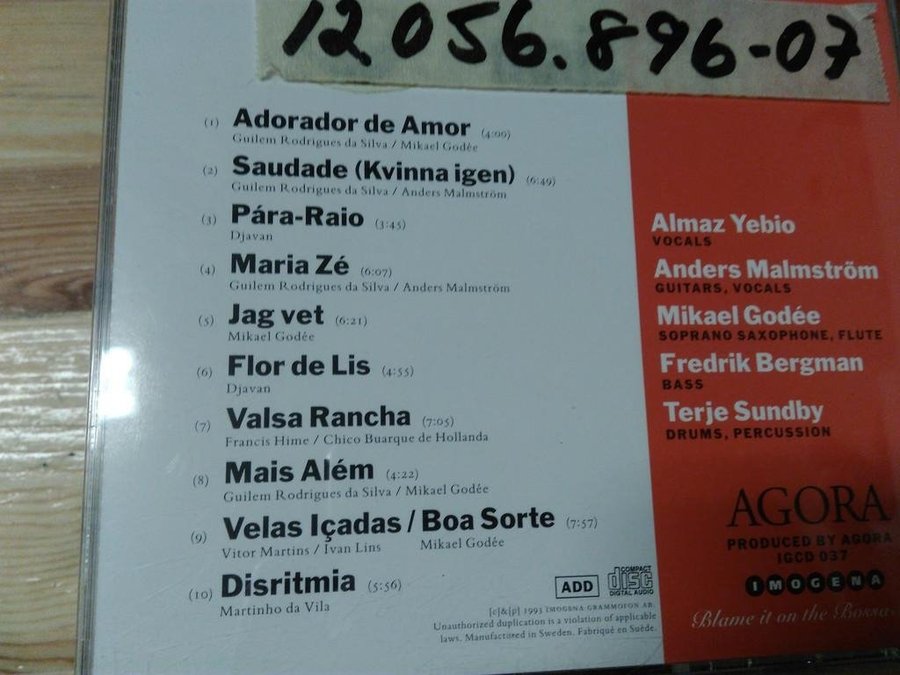 12.056.896-07
(1) Adorador de Amor (4:00)
Guilem Rodrigues da Silva / Mikael Godée
(2) Saudade (Kvinna igen) (6:49)
Guilem Rodrigues da Silva / Anders Malmström
(3) Pára-Raio (3:45)
Djavan
(4) Maria Zé (6:07)
Guilem Rodrigues da Silva / Anders Malmström
(5) Jag vet (6:21)
Mikael Godée
(6) Flor de Lis (4:55)
Djavan
(7) Valsa Rancha (7:05)
Francis Hime / Chico Buarque de Hollanda
(8) Mais Além (4:22)
Guilem Rodrigues da Silva / Mikael Godée
(9) Velas Içadas / Boa Sorte (7:57)
Vitor Martins / Ivan Lins Mikael Godée
(10) Disritmia (5:56)
Martinho da Vila
ADD
COMPACT
disc
DIGITAL AUDIO
[c]&[p] 1993 IMOGENA GRAMMOFON AB.
Unauthorized duplication is a violation of applicable
laws. Manufactured in Sweden. Fabriqué en Suède.
Almaz Yebio
VOCALS
Anders Malmström
GUITARS, VOCALS
Mikael Godée
SOPRANO SAXOPHONE, FLUTE
Fredrik Bergman
BASS
Terje Sundby
DRUMS, PERCUSSION
AGORA
PRODUCED BY AGORA
IGCD 037
IMOGENA
Blame it on the Bossa